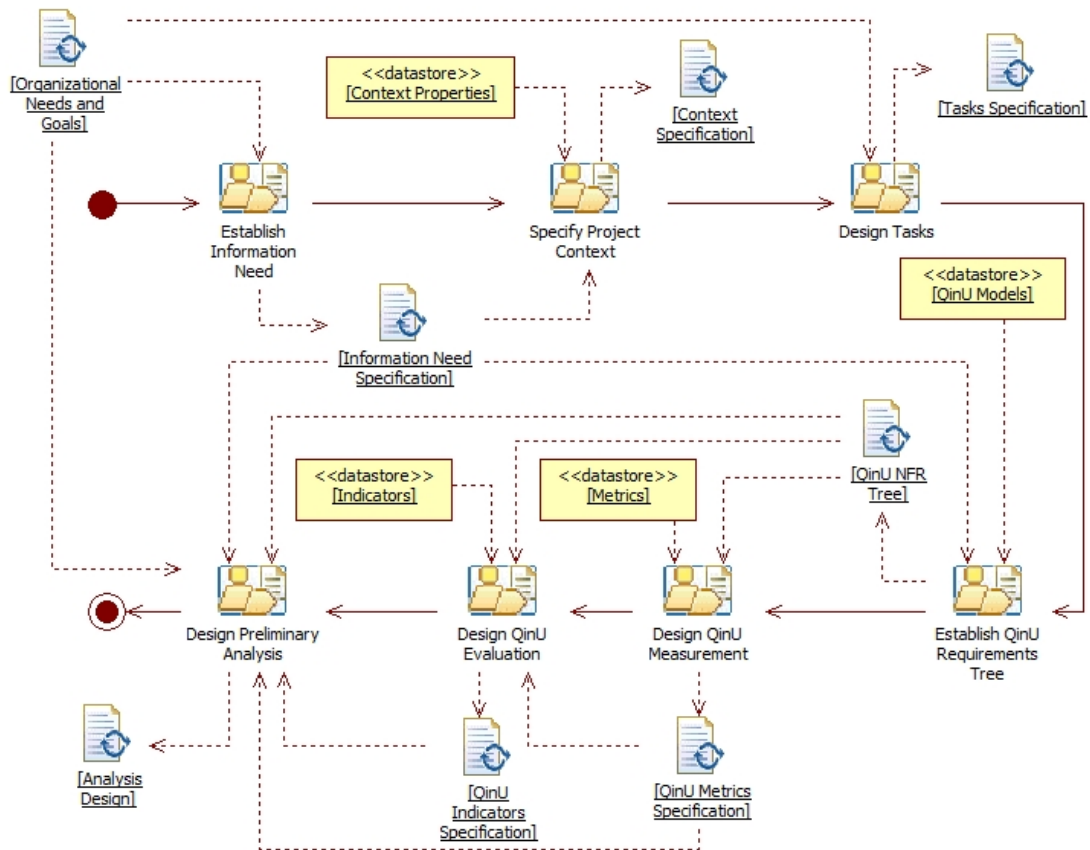 [Organizational
Needs and
Goals]
<<datastore>>
[Context Properties]
[Context
Specification]
[Tasks Specification]
Establish
Information
Need
Specify Project
Context
Design Tasks
<<datastore>>
[QinU Models]
[Information Need
Specification]
<<datastore>>
[Indicators]
<<datastore>>
[Metrics]
[QinU NFR
Tree]
Design Preliminary
Analysis
Design QinU
Evaluation
Design QinU
Measurement
Establish QinU
Requirements
Tree
[Analysis
Design]
[QinU
Indicators
Specification]
[QinU Metrics
Specification]